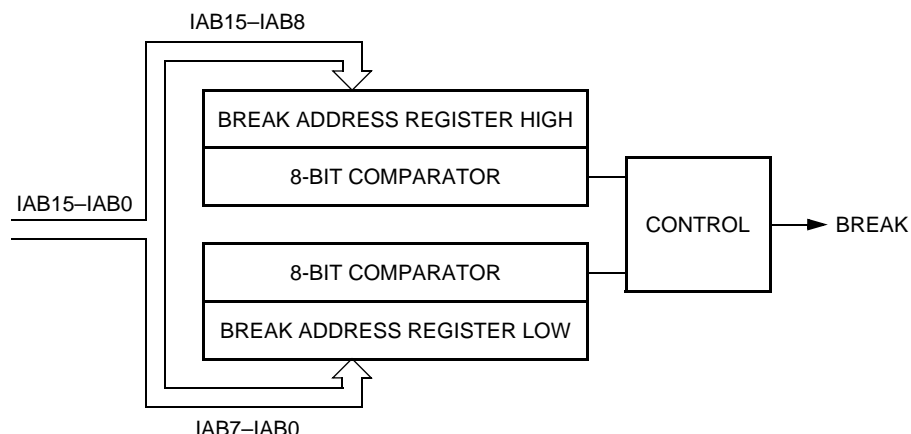 IAB15–IAB8
BREAK ADDRESS REGISTER HIGH
8-BIT COMPARATOR
IAB15–IAB0
CONTROL
BREAK
8-BIT COMPARATOR
BREAK ADDRESS REGISTER LOW
IAB7–IAB0